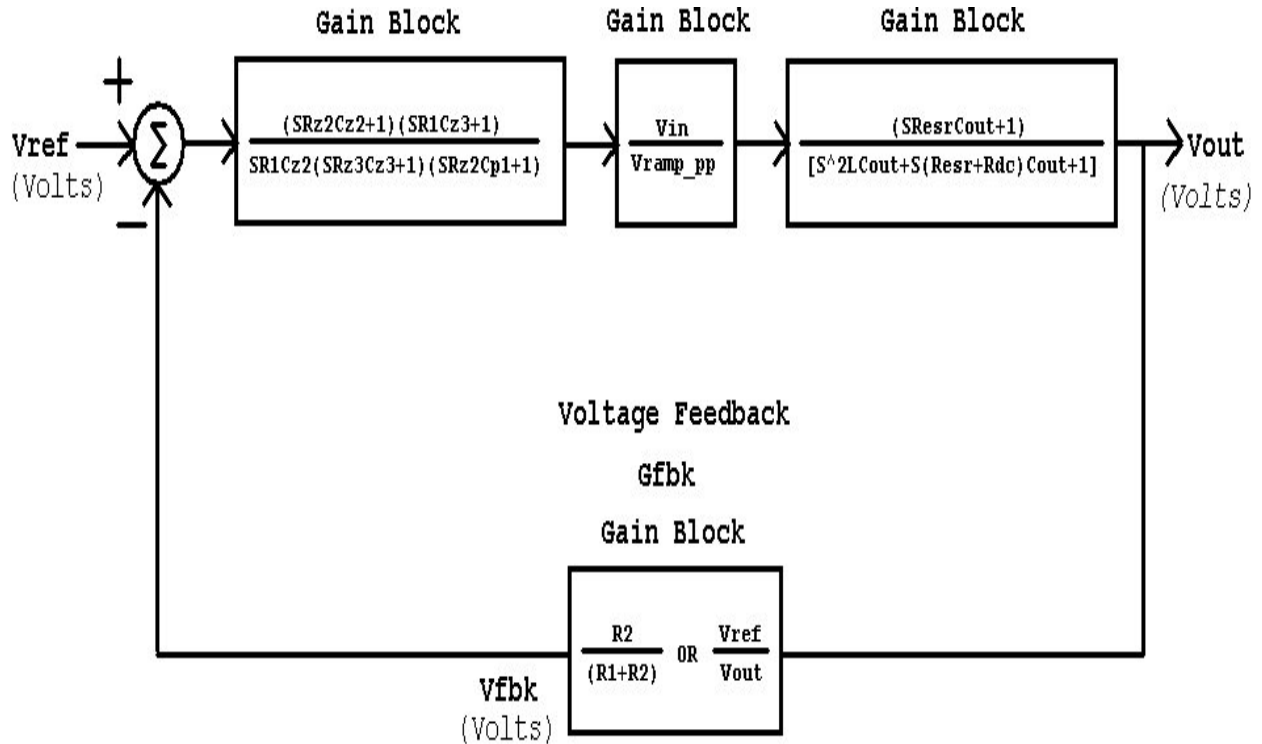 Gain Block
Gain Block
Gain Block
+
Vref
(Volts)
Σ
−
(SRz2Cz2+1)(SR1Cz3+1)
SR1Cz2(SRz3Cz3+1)(SRz2Cp1+1)
Vin
Vramp_pp
(SResrCout+1)
[S^2LCout+S(Resr+Rdc)Cout+1]
Vout
(Volts)
Voltage Feedback
Gfbk
Gain Block
R2
(R1+R2)
OR
Vref
Vout
Vfbk
(Volts)